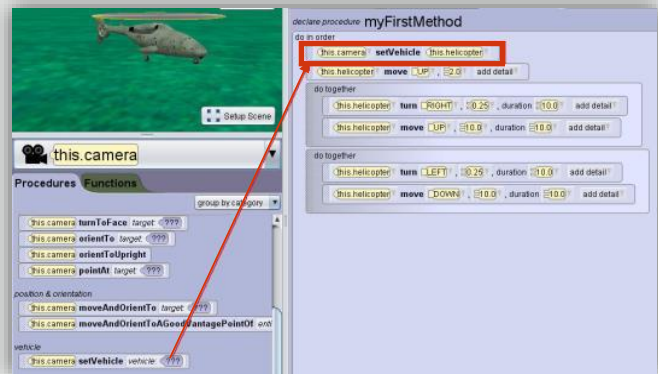 Setup Scene
this.camera
Procedures Functions
group by category
this.camera turnToFace target: ???
this.camera orientTo target: ???
this.camera orientToUpright
this.camera pointAt target: ???
position & orientation
this.camera moveAndOrientTo target: ???
this.camera moveAndOrientToAGoodVantagePointOf enti
vehicle
this.camera setVehicle vehicle: ???
declare procedure myFirstMethod
do in order
this.camera setVehicle this.helicopter
this.helicopter move UP , 2.0 add detail
do together
this.helicopter turn RIGHT , 0.25 , duration 10.0 add detail
this.helicopter move UP , 10.0 , duration 10.0 add detail
do together
this.helicopter turn LEFT , 0.25 , duration 10.0 add detail
this.helicopter move DOWN , 10.0 , duration 10.0 add detail